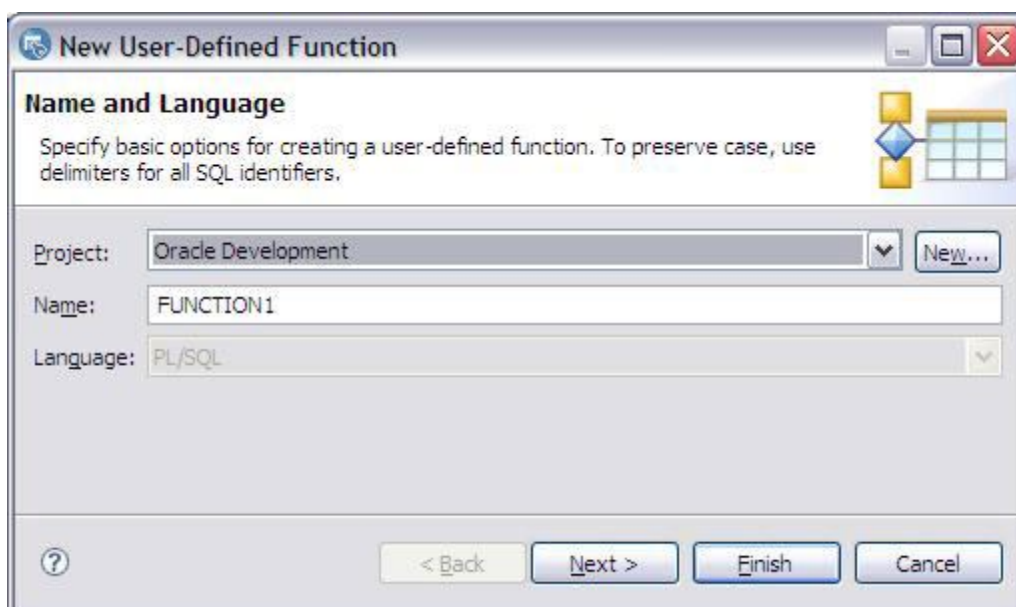 New User-Defined Function
Name and Language
Specify basic options for creating a user-defined function. To preserve case, use
delimiters for all SQL identifiers.
Project: Oracle Development New...
Name: FUNCTION1
Language: PL/SQL
? < Back Next > Finish Cancel